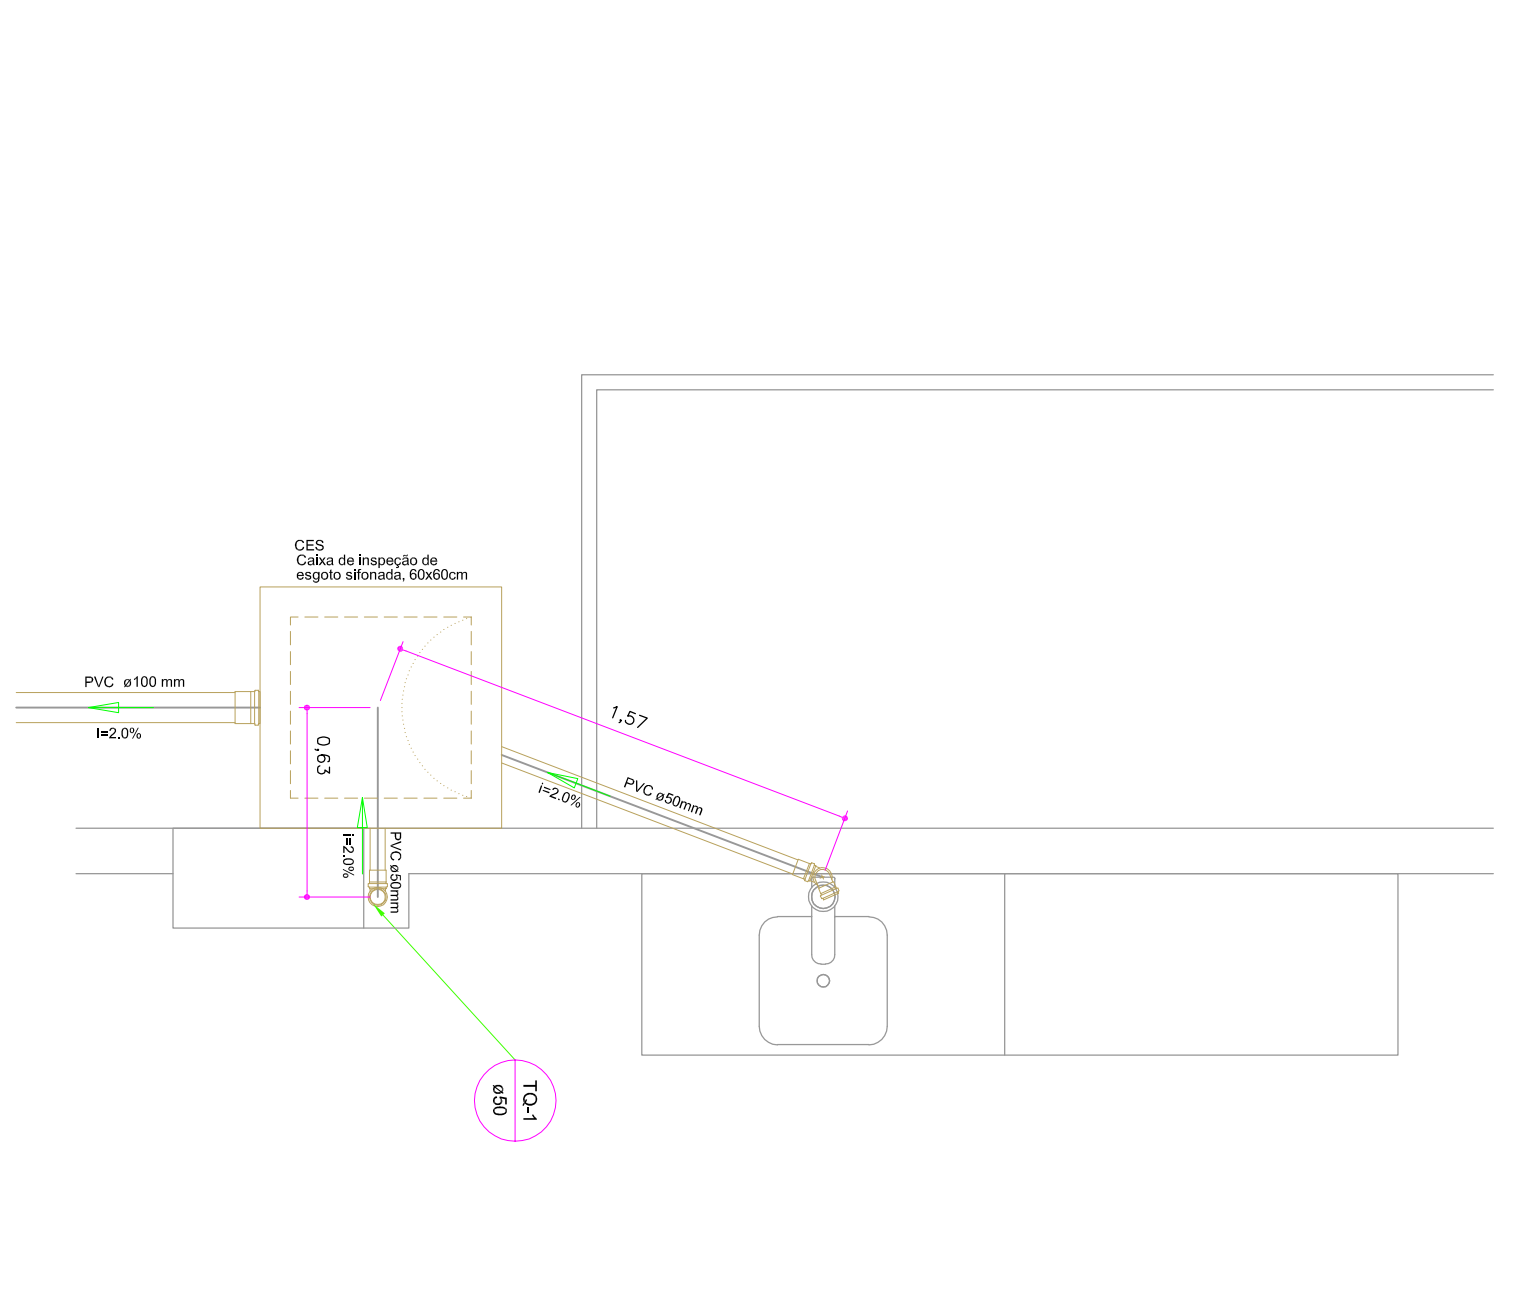 CES
Caixa de inspeção de
esgoto sifonada, 60x60cm
PVC ø100 mm
I=2.0%
0,63
1,57
PVC ø50mm
i=2.0%
i=2.0%
PVC ø50mm
TQ-1
ø50